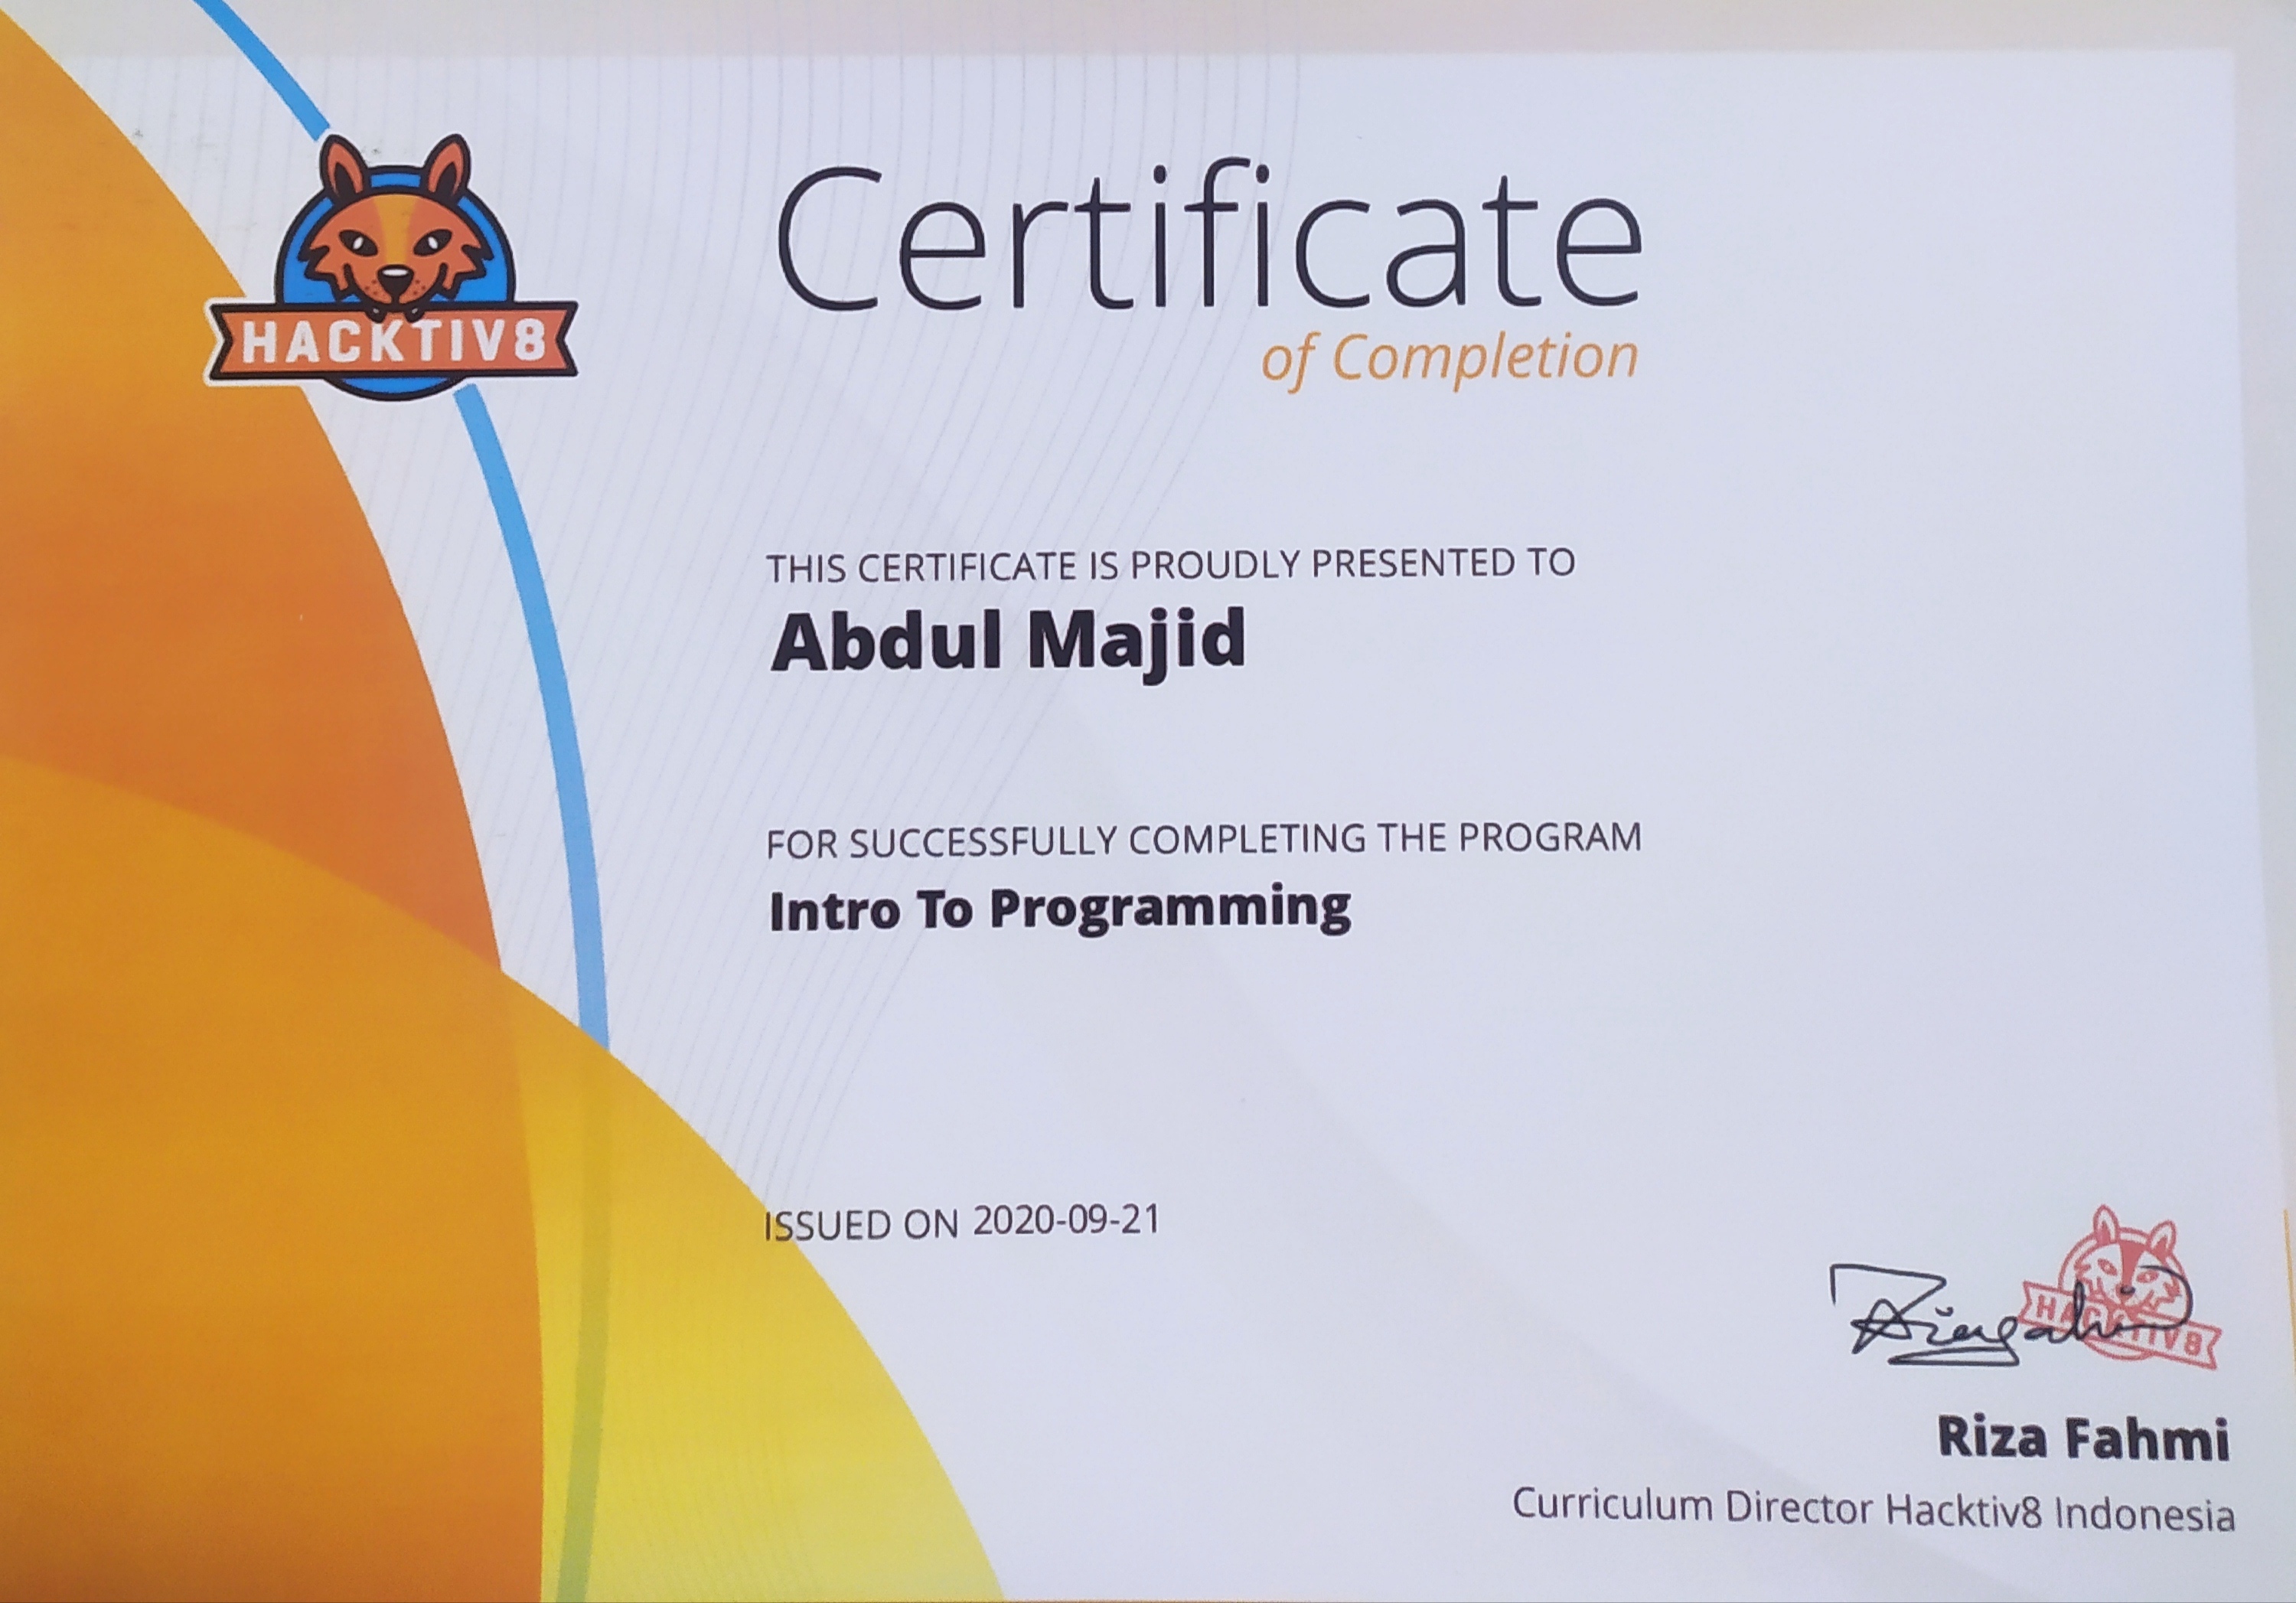 HACKTIV8
Certificate
of Completion
THIS CERTIFICATE IS PROUDLY PRESENTED TO
Abdul Majid
FOR SUCCESSFULLY COMPLETING THE PROGRAM
Intro To Programming
ISSUED ON 2020-09-21
HACKTIV8
Riza Fahmi
Curriculum Director Hacktiv8 Indonesia